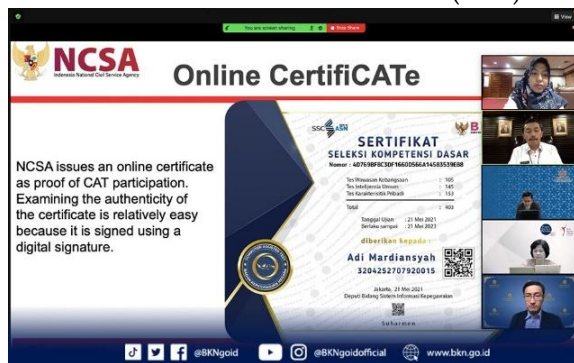 View
You are screen sharing
Stop Share
NCSA
Indonesia National Civil Service Agency
Online CertifiCATe
NCSA issues an online certificate
as proof of CAT participation.
Examining the authenticity of
the certificate is relatively easy
because it is signed using a
digital signature.
SSC ASN
B
SERTIFIKAT
SELEKSI KOMPETENSI DASAR
Tes Wawasan Kebangsaan : 105
Tes Intelijensia Umum : 145
Tes Karakteristik Pribadi : 153
Total : 403
Tanggal Ujian : 21 Mei 2021
Berlaku sampai : 21 Mei 2023
diberikan kepada :
Adi Mardiansyah
3204252707920015
Jakarta, 21 Mei 2021
Deputi Bidang Sistem Informasi Kepegawaian
Suharmen
@BKNgoid
@BKNgoidofficial
www.bkn.go.id